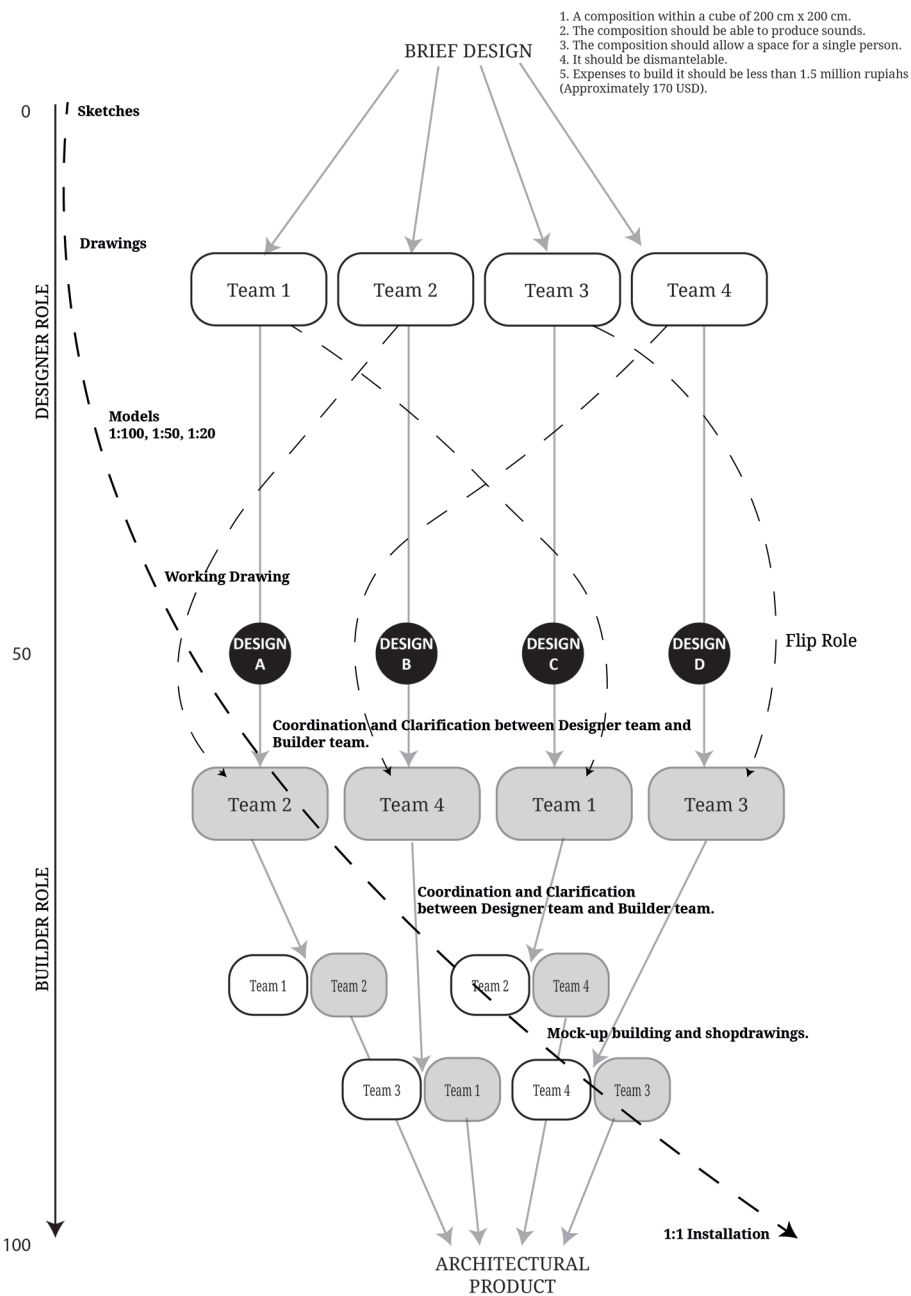 1. A composition within a cube of 200 cm x 200 cm.
2. The composition should be able to produce sounds.
3. The composition should allow a space for a single person.
4. It should be dismantelable.
5. Expenses to build it should be less than 1.5 million rupiahs
(Approximately 170 USD).
BRIEF DESIGN
0
Sketches
Drawings
DESIGNER ROLE
Team 1
Team 2
Team 3
Team 4
Models
1:100, 1:50, 1:20
Working Drawing
50
DESIGN
A
DESIGN
B
DESIGN
C
DESIGN
D
Flip Role
Coordination and Clarification between Designer team and
Builder team.
Team 2
Team 4
Team 1
Team 3
BUILDER ROLE
Coordination and Clarification
between Designer team and Builder team.
Team 1
Team 2
Team 2
Team 4
Mock-up building and shopdrawings.
Team 3
Team 1
Team 4
Team 3
1:1 Installation
100
ARCHITECTURAL
PRODUCT